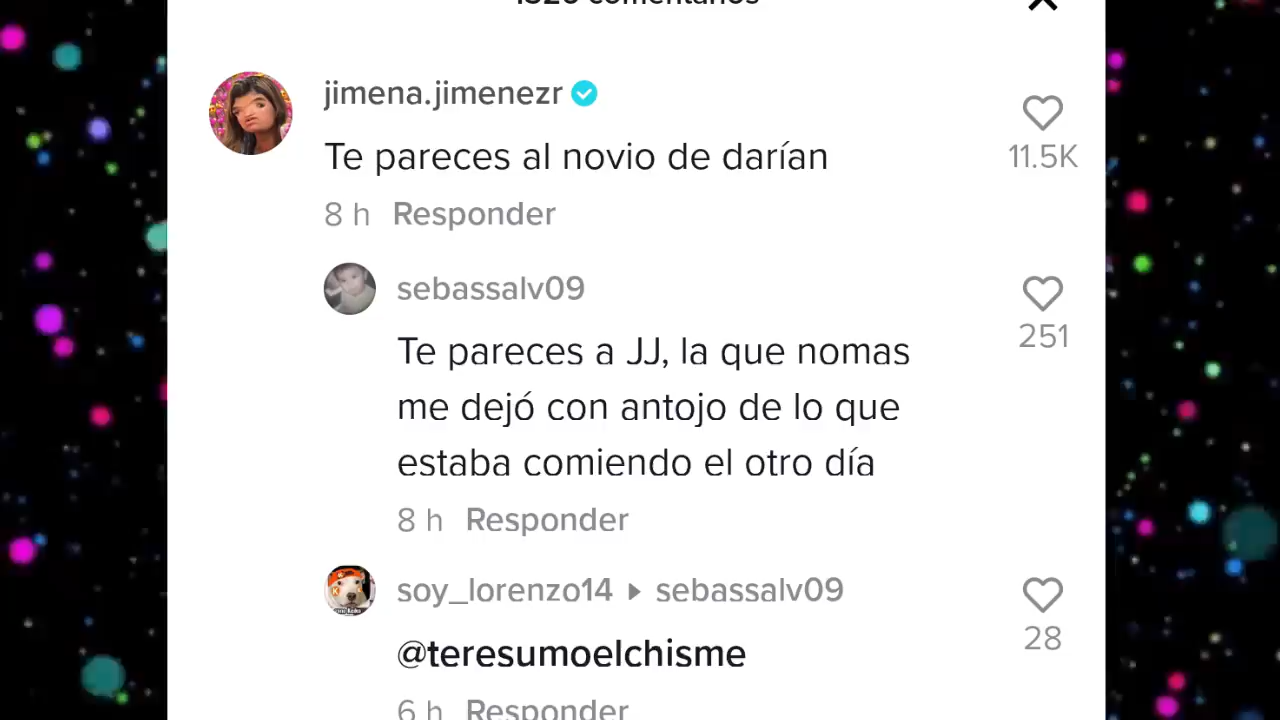 1320 comentarios
jimena.jimenezr
Te pareces al novio de darían
11.5K
8 h Responder
sebassalv09
251
Te pareces a JJ, la que nomas
me dejó con antojo de lo que
estaba comiendo el otro día
8 h Responder
soy_lorenzo14 ▸ sebassalv09
28
@teresumoelchisme
6 h Responder